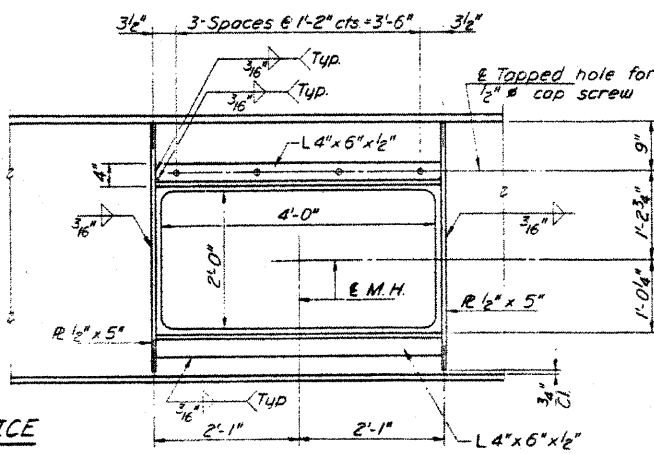 3½" 3-Spaces @ 1'-2" cts.=3'-6" 3½"
3/16" Typ.
3/16" Typ.
℄ Tapped hole for
½" ø cap screw
L 4" x 6" x ½"
4"
9"
3/16"
4'-0"
3/16"
1'-2¾"
2'-0"
℄ M.H.
1'-0¼"
PL ½" x 5"
PL ½" x 5"
3/16" Typ
¾"
Cl.
ICE
2'-1" 2'-1"
L 4" x 6" x ½"